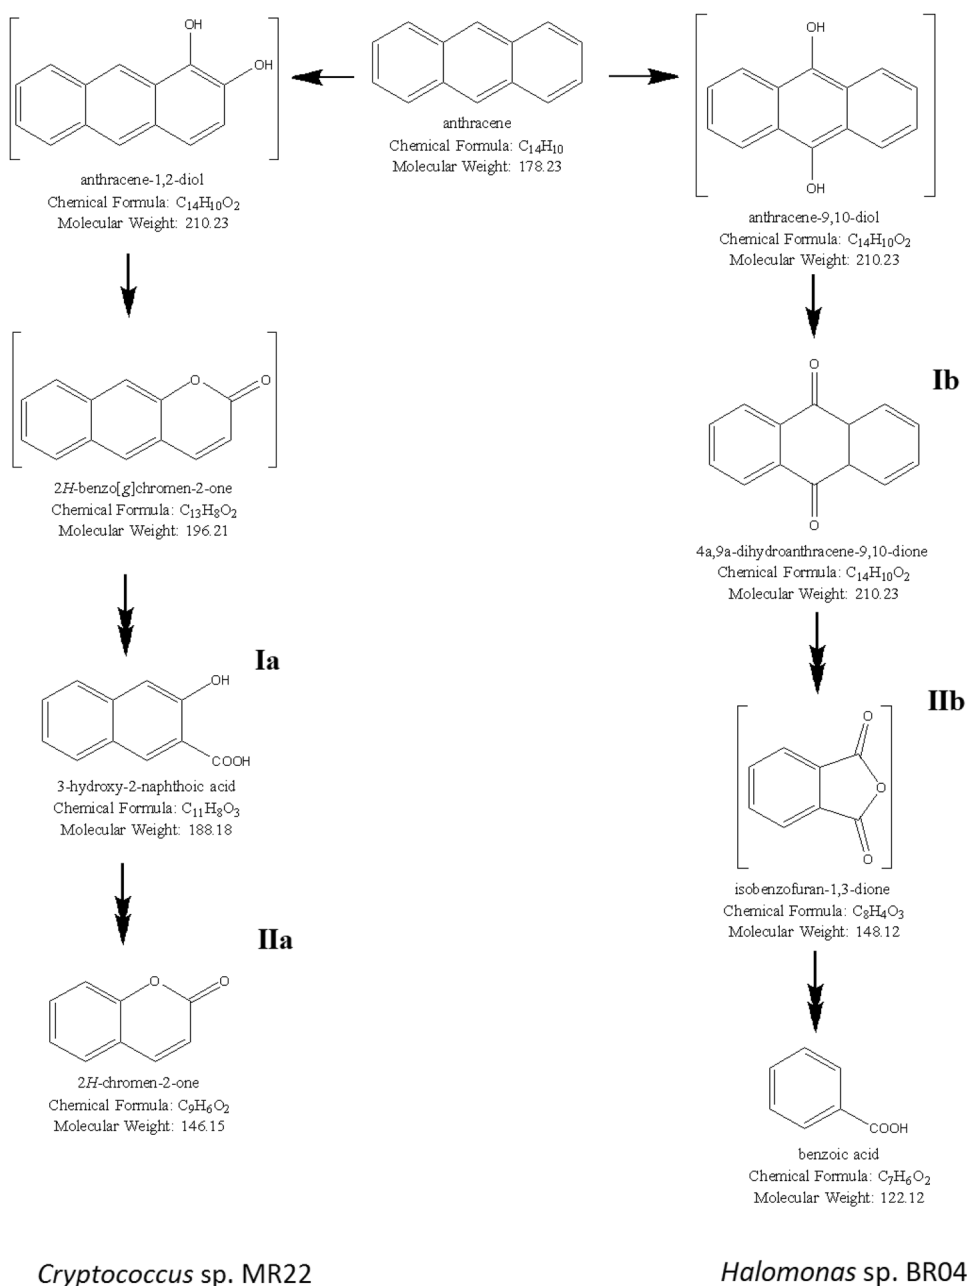 OH
OH
anthracene-1,2-diol
Chemical Formula: C₁₄H₁₀O₂
Molecular Weight: 210.23
anthracene
Chemical Formula: C₁₄H₁₀
Molecular Weight: 178.23
OH
OH
anthracene-9,10-diol
Chemical Formula: C₁₄H₁₀O₂
Molecular Weight: 210.23
O
O
2H-benzo[g]chromen-2-one
Chemical Formula: C₁₃H₈O₂
Molecular Weight: 196.21
Ib
O
O
4a,9a-dihydroanthracene-9,10-dione
Chemical Formula: C₁₄H₁₀O₂
Molecular Weight: 210.23
Ia
OH
COOH
3-hydroxy-2-naphthoic acid
Chemical Formula: C₁₁H₈O₃
Molecular Weight: 188.18
IIb
O
O
O
isobenzofuran-1,3-dione
Chemical Formula: C₈H₄O₃
Molecular Weight: 148.12
IIa
O
O
2H-chromen-2-one
Chemical Formula: C₉H₆O₂
Molecular Weight: 146.15
COOH
benzoic acid
Chemical Formula: C₇H₆O₂
Molecular Weight: 122.12
Cryptococcus sp. MR22
Halomonas sp. BR04